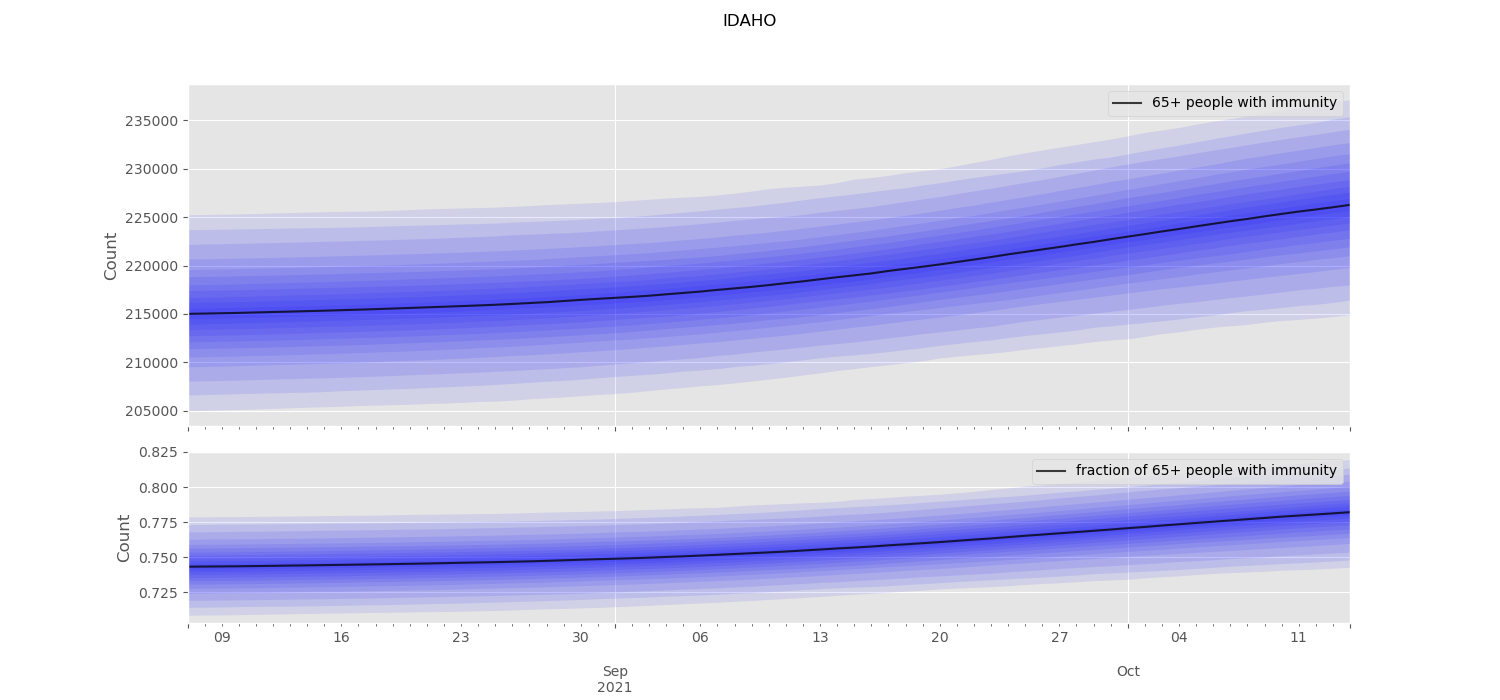 IDAHO
65+ people with immunity
Count
235000
230000
225000
220000
215000
210000
205000
fraction of 65+ people with immunity
Count
0.825
0.800
0.775
0.750
0.725
09 16 23 30 06 13 20 27 04 11
Sep Oct
2021